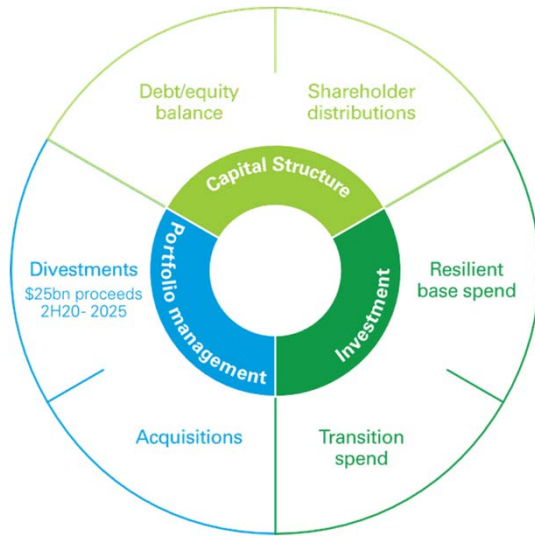 Debt/equity
balance
Shareholder
distributions
Capital Structure
Portfolio management
Investment
Divestments
$25bn proceeds
2H20- 2025
Resilient
base spend
Acquisitions
Transition
spend